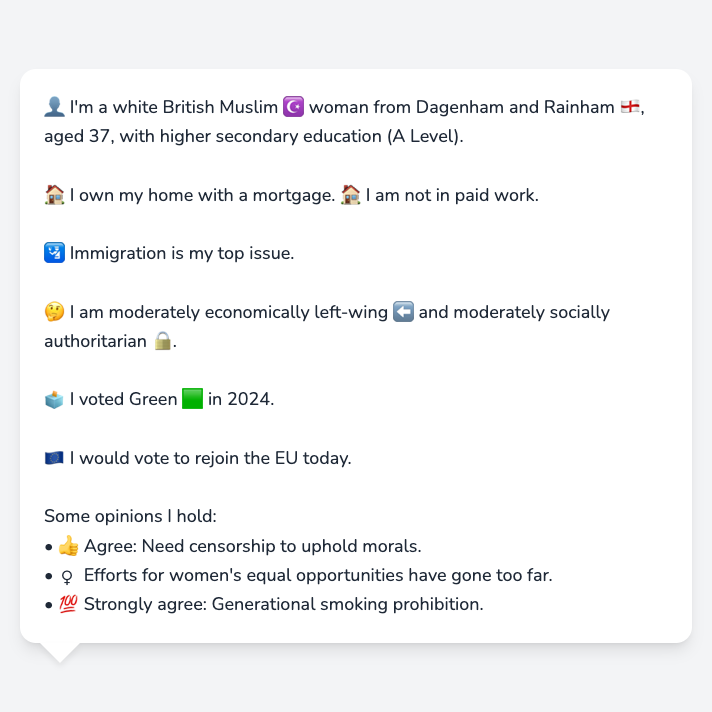 👤 I'm a white British Muslim ☪️ woman from Dagenham and Rainham 🏴󠁧󠁢󠁥󠁮󠁧󠁿,
aged 37, with higher secondary education (A Level).
🏠 I own my home with a mortgage. 🏠 I am not in paid work.
🛂 Immigration is my top issue.
🤔 I am moderately economically left-wing ⬅️ and moderately socially
authoritarian 🔒.
🗳️ I voted Green 🟩 in 2024.
🇪🇺 I would vote to rejoin the EU today.
Some opinions I hold:
• 👍 Agree: Need censorship to uphold morals.
• ♀ Efforts for women's equal opportunities have gone too far.
• 💯 Strongly agree: Generational smoking prohibition.